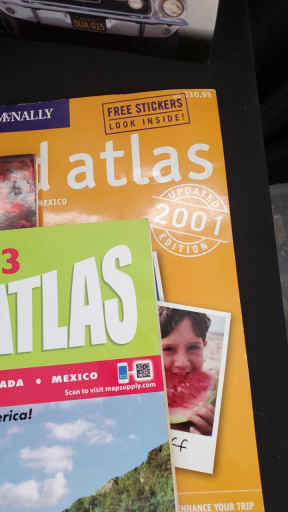 McNALLY
$10.95
FREE STICKERS
LOOK INSIDE!
d atlas
MEXICO
UPDATED
2001
EDITION
3
ATLAS
ADA • MEXICO
Scan to visit mapsupply.com
erica!
ff
ENHANCE YOUR TRIP